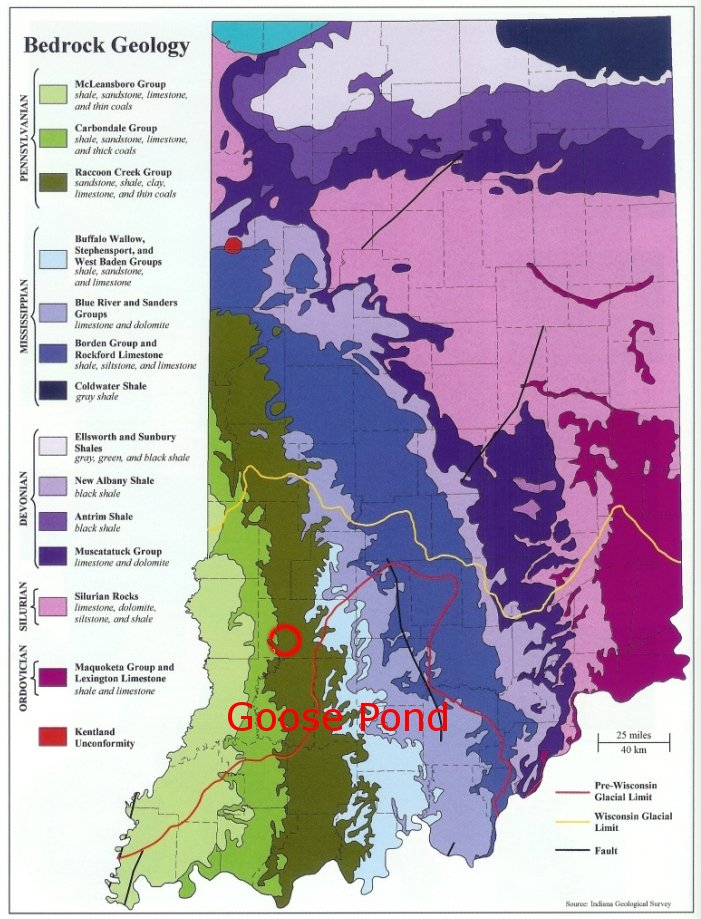 Bedrock Geology
PENNSYLVANIAN
McLeansboro Group
shale, sandstone, limestone,
and thin coals
Carbondale Group
shale, sandstone, limestone,
and thick coals
Raccoon Creek Group
sandstone, shale, clay,
limestone, and thin coals
MISSISSIPPIAN
Buffalo Wallow,
Stephensport, and
West Baden Groups
shale, sandstone,
and limestone
Blue River and Sanders
Groups
limestone and dolomite
Borden Group and
Rockford Limestone
shale, siltstone, and limestone
Coldwater Shale
gray shale
DEVONIAN
Ellsworth and Sunbury
Shales
gray, green, and black shale
New Albany Shale
black shale
Antrim Shale
black shale
Muscatatuck Group
limestone and dolomite
SILURIAN
Silurian Rocks
limestone, dolomite,
siltstone, and shale
ORDOVICIAN
Maquoketa Group and
Lexington Limestone
shale and limestone
Kentland
Unconformity
Goose Pond
25 miles
40 km
Pre-Wisconsin
Glacial Limit
Wisconsin Glacial
Limit
Fault
Source: Indiana Geological Survey